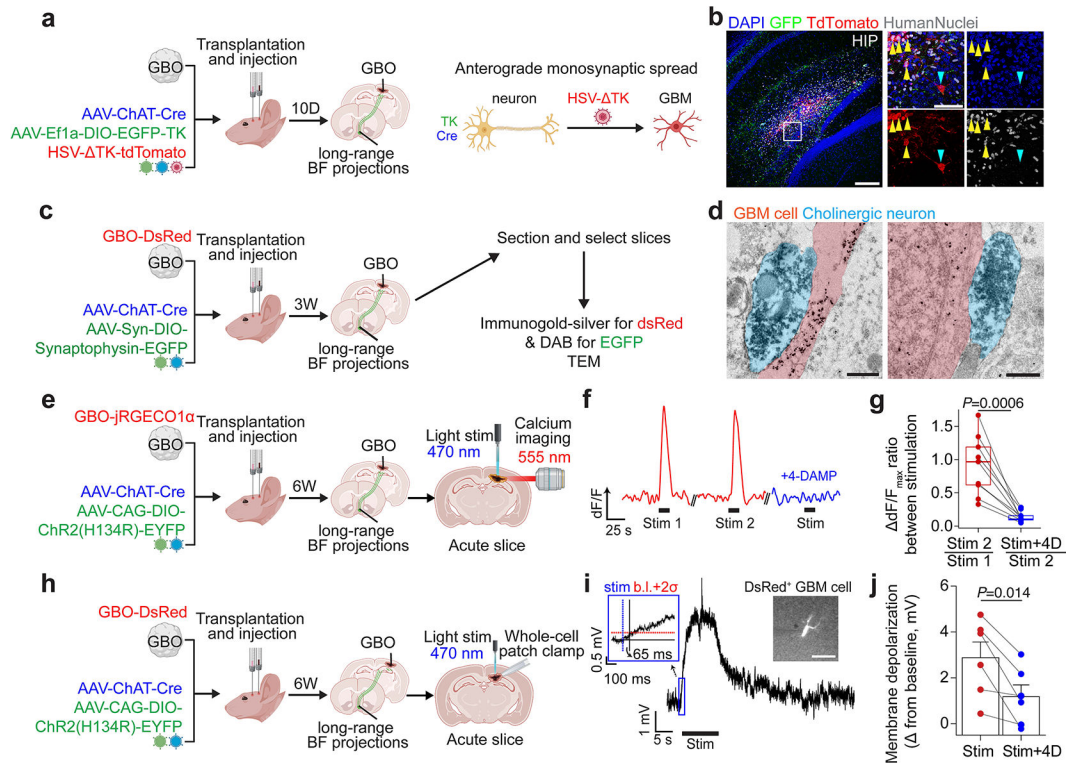 a
GBO
AAV-ChAT-Cre
AAV-Ef1a-DIO-EGFP-TK
HSV-ΔTK-tdTomato
Transplantation
and injection
10D
GBO
long-range
BF projections
Anterograde monosynaptic spread
neuron
HSV-ΔTK
GBM
TK
Cre
b
DAPI GFP TdTomato HumanNuclei
HIP
c
GBO-DsRed
GBO
AAV-ChAT-Cre
AAV-Syn-DIO-
Synaptophysin-EGFP
Transplantation
and injection
3W
GBO
long-range
BF projections
Section and select slices
Immunogold-silver for dsRed
& DAB for EGFP
TEM
d
GBM cell Cholinergic neuron
e
GBO-jRGECO1α
GBO
AAV-ChAT-Cre
AAV-CAG-DIO-
ChR2(H134R)-EYFP
Transplantation
and injection
6W
GBO
long-range
BF projections
Light stim
470 nm
Calcium
imaging
555 nm
Acute slice
f
dF/F
25 s
Stim 1
Stim 2
+4-DAMP
Stim
g
P=0.0006
ΔdF/Fmax ratio
between stimulation
1.5
1.0
0.5
0.0
Stim 2
Stim 1
Stim+4D
Stim 2
h
GBO-DsRed
GBO
AAV-ChAT-Cre
AAV-CAG-DIO-
ChR2(H134R)-EYFP
Transplantation
and injection
6W
GBO
long-range
BF projections
Light stim
470 nm
Whole-cell
patch clamp
Acute slice
i
stim b.l.+2σ
65 ms
0.5 mV
100 ms
DsRed⁺ GBM cell
1 mV
5 s
Stim
j
P=0.014
Membrane depolarization
(Δ from baseline, mV)
6
4
2
0
Stim
Stim+4D